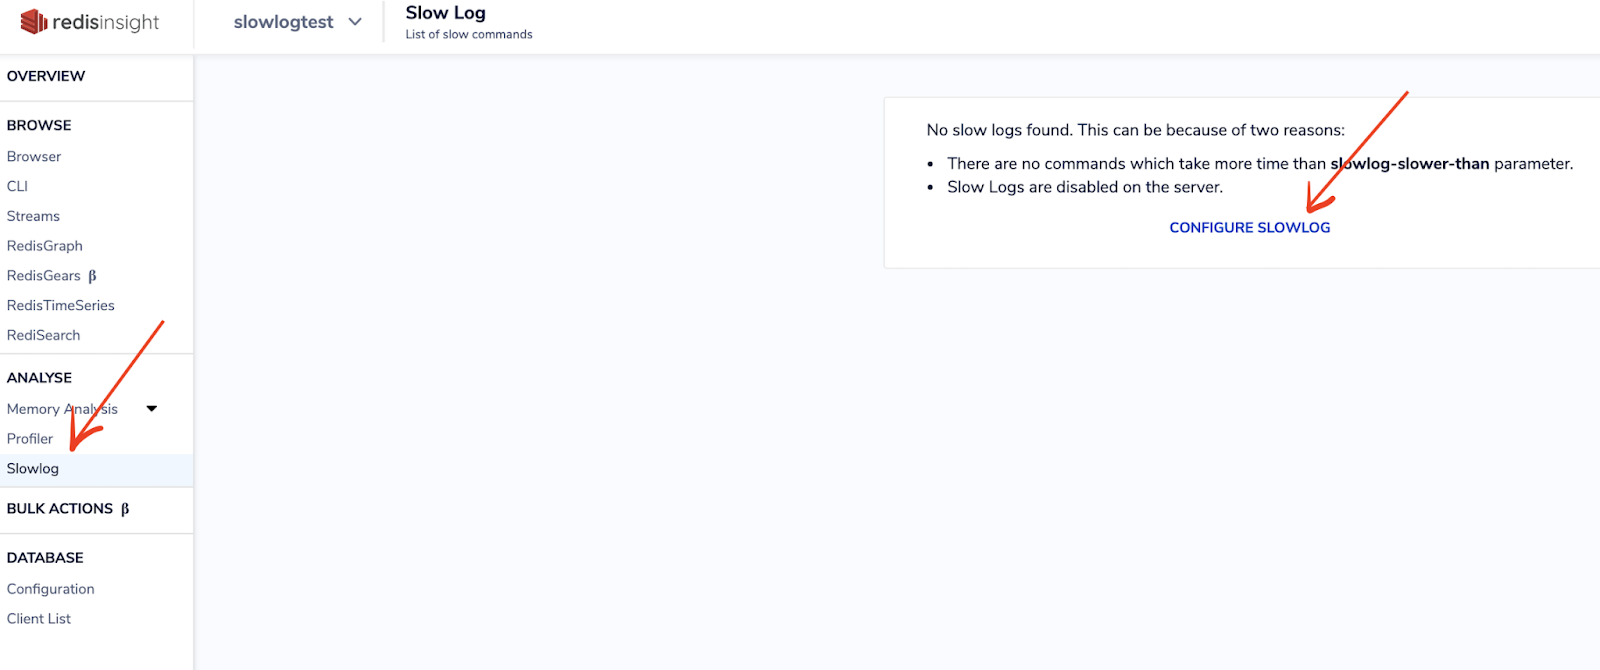 redisinsight
slowlogtest
Slow Log
List of slow commands
OVERVIEW
BROWSE
Browser
CLI
Streams
RedisGraph
RedisGears β
RedisTimeSeries
RediSearch
ANALYSE
Memory Analysis
Profiler
Slowlog
BULK ACTIONS β
DATABASE
Configuration
Client List
No slow logs found. This can be because of two reasons:
• There are no commands which take more time than slowlog-slower-than parameter.
• Slow Logs are disabled on the server.
CONFIGURE SLOWLOG